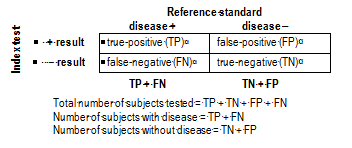 Reference standard
disease + disease –
Index test
▪ · + · result ▪ true-positive·(TP)¤ false-positive·(FP)¤
▪ · – · result ▪ false-negative·(FN)¤ true-negative·(TN)¤
TP + · FN TN + · FP
Total·number·of·subjects·tested = · TP · + · TN + · FP · + · FN
Number·of·subjects·with·disease = · TP + · FN
Number·of·subjects·without·disease = · TN + FP